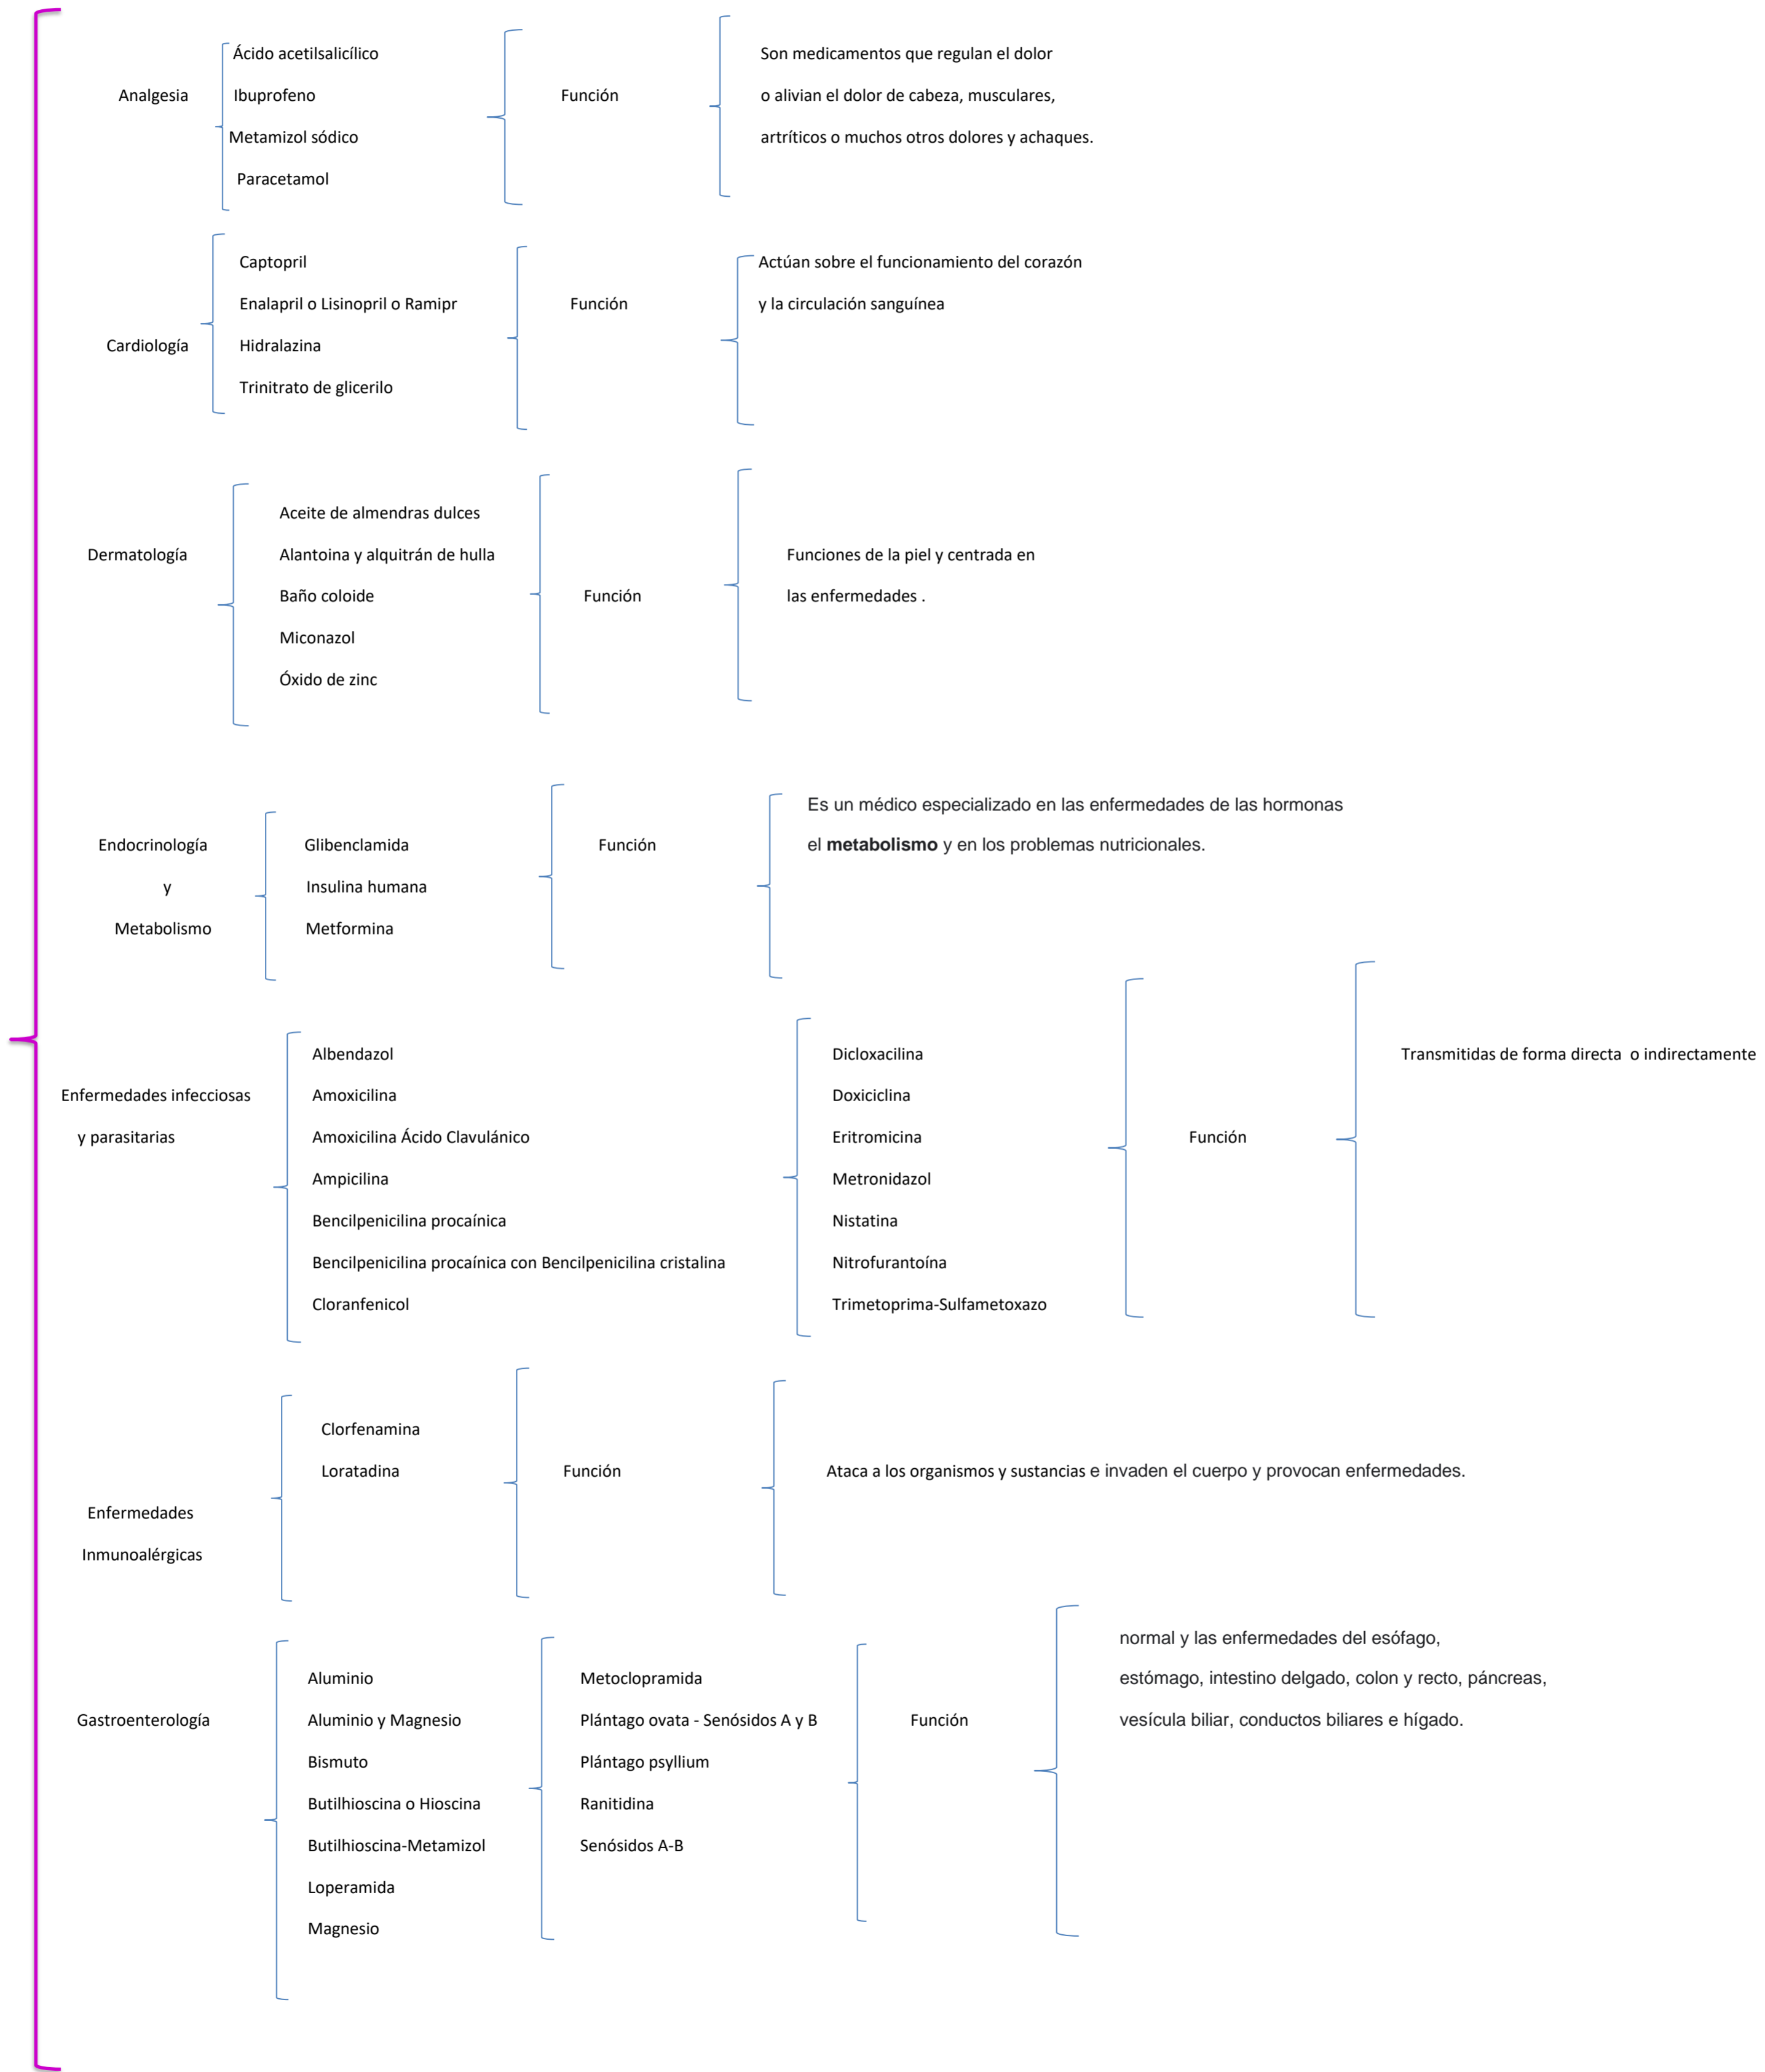 Analgesia
Ácido acetilsalicílico
Ibuprofeno
Metamizol sódico
Paracetamol
Función
Son medicamentos que regulan el dolor
o alivian el dolor de cabeza, musculares,
artríticos o muchos otros dolores y achaques.
Cardiología
Captopril
Enalapril o Lisinopril o Ramipr
Hidralazina
Trinitrato de glicerilo
Función
Actúan sobre el funcionamiento del corazón
y la circulación sanguínea
Dermatología
Aceite de almendras dulces
Alantoina y alquitrán de hulla
Baño coloide
Miconazol
Óxido de zinc
Función
Funciones de la piel y centrada en
las enfermedades .
Endocrinología
y
Metabolismo
Glibenclamida
Insulina humana
Metformina
Función
Es un médico especializado en las enfermedades de las hormonas
el metabolismo y en los problemas nutricionales.
Enfermedades infecciosas
y parasitarias
Albendazol
Amoxicilina
Amoxicilina Ácido Clavulánico
Ampicilina
Bencilpenicilina procaínica
Bencilpenicilina procaínica con Bencilpenicilina cristalina
Cloranfenicol
Dicloxacilina
Doxiciclina
Eritromicina
Metronidazol
Nistatina
Nitrofurantoína
Trimetoprima-Sulfametoxazo
Función
Transmitidas de forma directa o indirectamente
Enfermedades
Inmunoalérgicas
Clorfenamina
Loratadina
Función
Ataca a los organismos y sustancias e invaden el cuerpo y provocan enfermedades.
Gastroenterología
Aluminio
Aluminio y Magnesio
Bismuto
Butilhioscina o Hioscina
Butilhioscina-Metamizol
Loperamida
Magnesio
Metoclopramida
Plántago ovata - Senósidos A y B
Plántago psyllium
Ranitidina
Senósidos A-B
Función
normal y las enfermedades del esófago,
estómago, intestino delgado, colon y recto, páncreas,
vesícula biliar, conductos biliares e hígado.